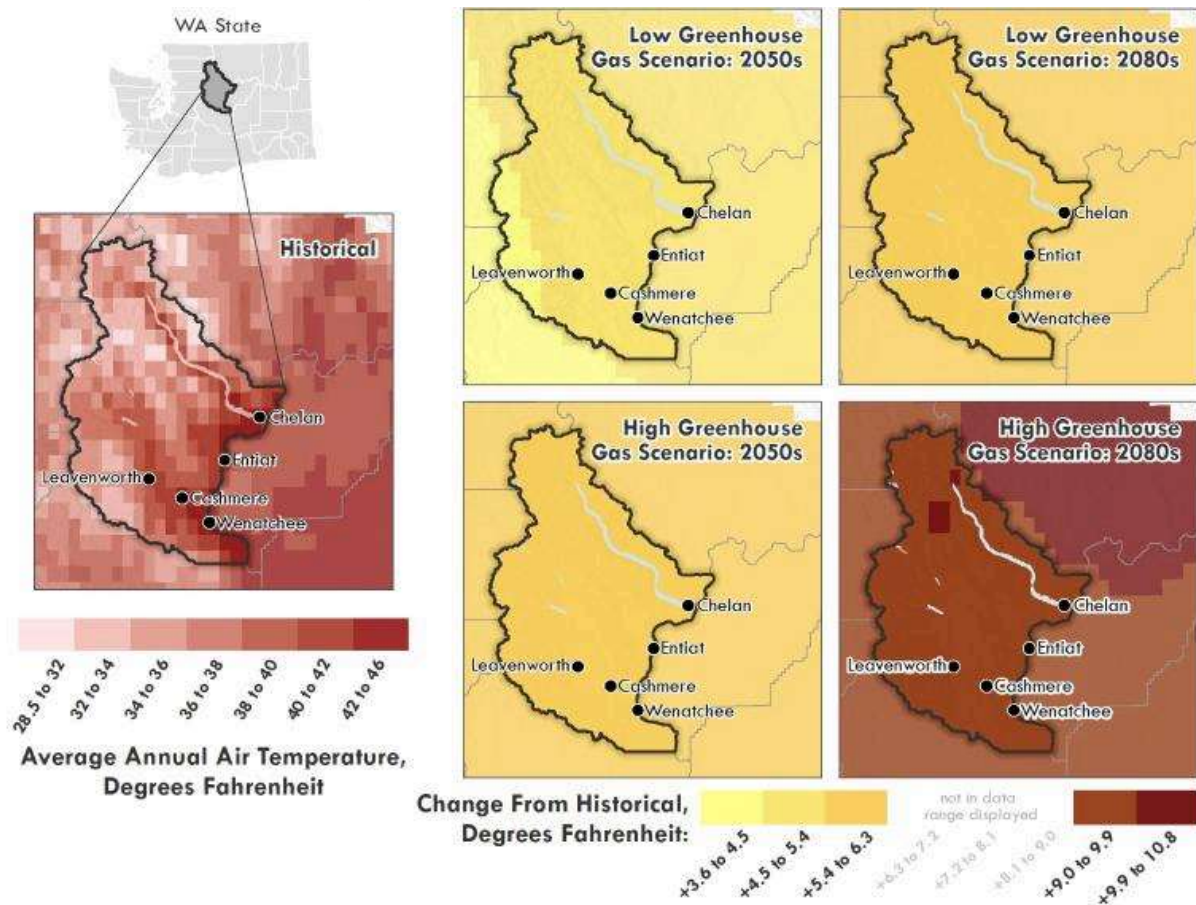 WA State
Historical
Chelan
Entiat
Leavenworth
Cashmere
Wenatchee
28.5 to 32
32 to 34
34 to 36
36 to 38
38 to 40
40 to 42
42 to 46
Average Annual Air Temperature,
Degrees Fahrenheit
Low Greenhouse
Gas Scenario: 2050s
Chelan
Entiat
Leavenworth
Cashmere
Wenatchee
Low Greenhouse
Gas Scenario: 2080s
Chelan
Entiat
Leavenworth
Cashmere
Wenatchee
High Greenhouse
Gas Scenario: 2050s
Chelan
Entiat
Leavenworth
Cashmere
Wenatchee
High Greenhouse
Gas Scenario: 2080s
Chelan
Entiat
Leavenworth
Cashmere
Wenatchee
Change From Historical,
Degrees Fahrenheit:
not in data
range displayed
+3.6 to 4.5
+4.5 to 5.4
+5.4 to 6.3
+6.3 to 7.2
+7.2 to 8.1
+8.1 to 9.0
+9.0 to 9.9
+9.9 to 10.8